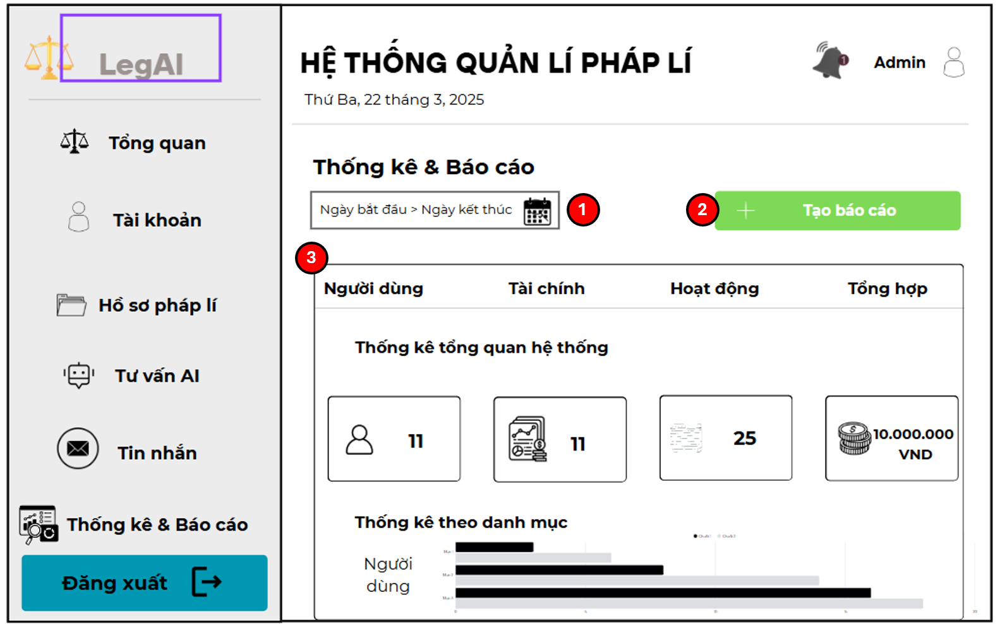 LegAI
Tổng quan
Tài khoản
Hồ sơ pháp lí
Tư vấn AI
Tin nhắn
Thống kê & Báo cáo
Đăng xuất
HỆ THỐNG QUẢN LÍ PHÁP LÍ
Thứ Ba, 22 tháng 3, 2025
1
Admin
Thống kê & Báo cáo
Ngày bắt đầu > Ngày kết thúc
1
2
Tạo báo cáo
3
Người dùng
Tài chính
Hoạt động
Tổng hợp
Thống kê tổng quan hệ thống
11
11
25
10.000.000
VND
Thống kê theo danh mục
Người
dùng